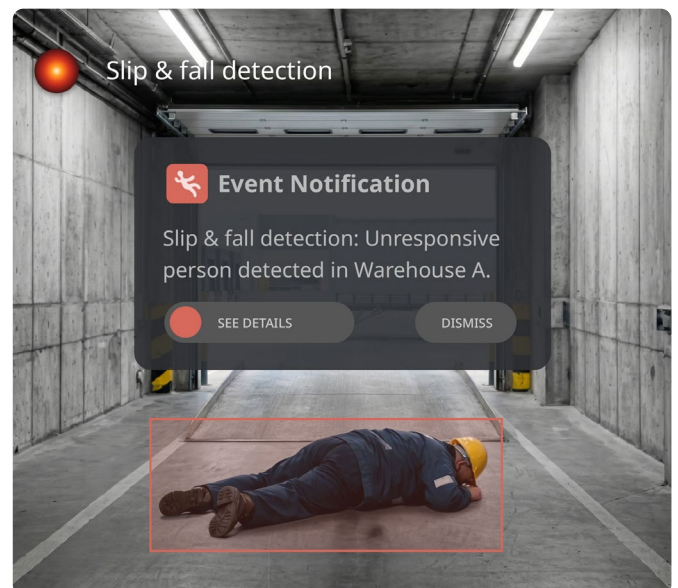 Slip & fall detection
Event Notification
Slip & fall detection: Unresponsive
person detected in Warehouse A.
SEE DETAILS
DISMISS